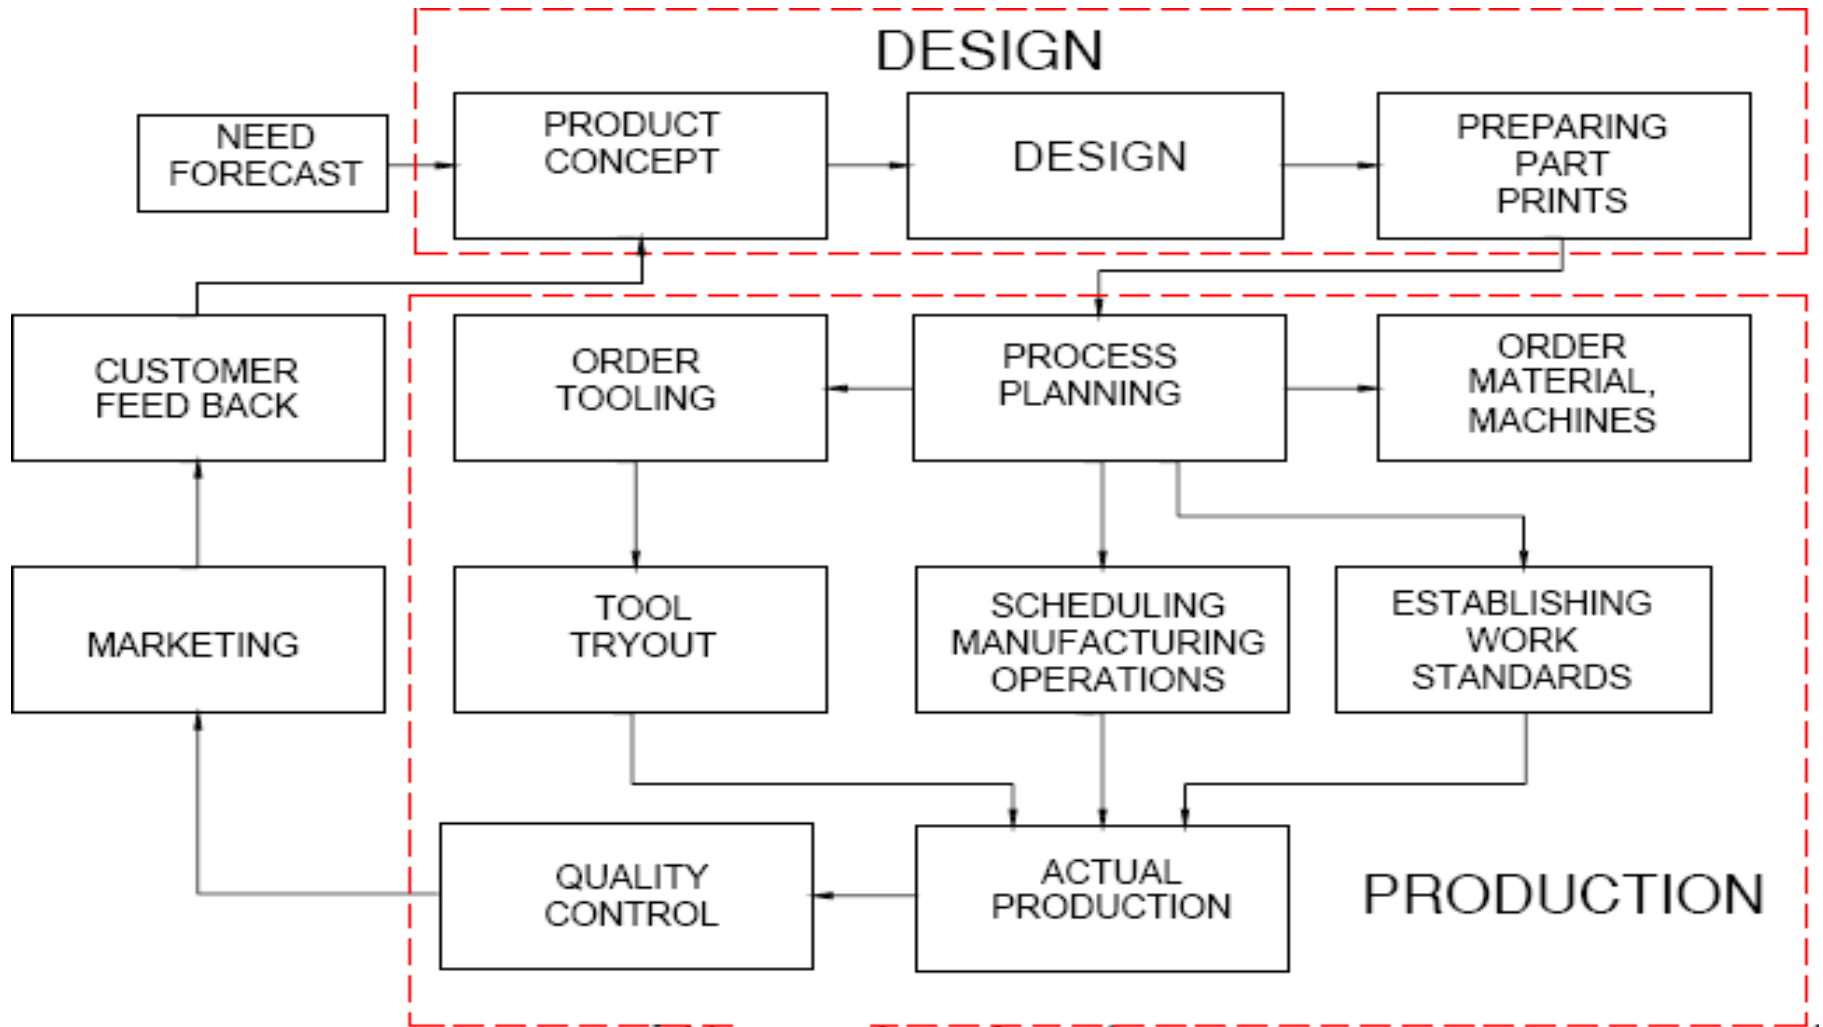 DESIGN
NEED
FORECAST
PRODUCT
CONCEPT
DESIGN
PREPARING
PART
PRINTS
CUSTOMER
FEED BACK
ORDER
TOOLING
PROCESS
PLANNING
ORDER
MATERIAL,
MACHINES
MARKETING
TOOL
TRYOUT
SCHEDULING
MANUFACTURING
OPERATIONS
ESTABLISHING
WORK
STANDARDS
QUALITY
CONTROL
ACTUAL
PRODUCTION
PRODUCTION